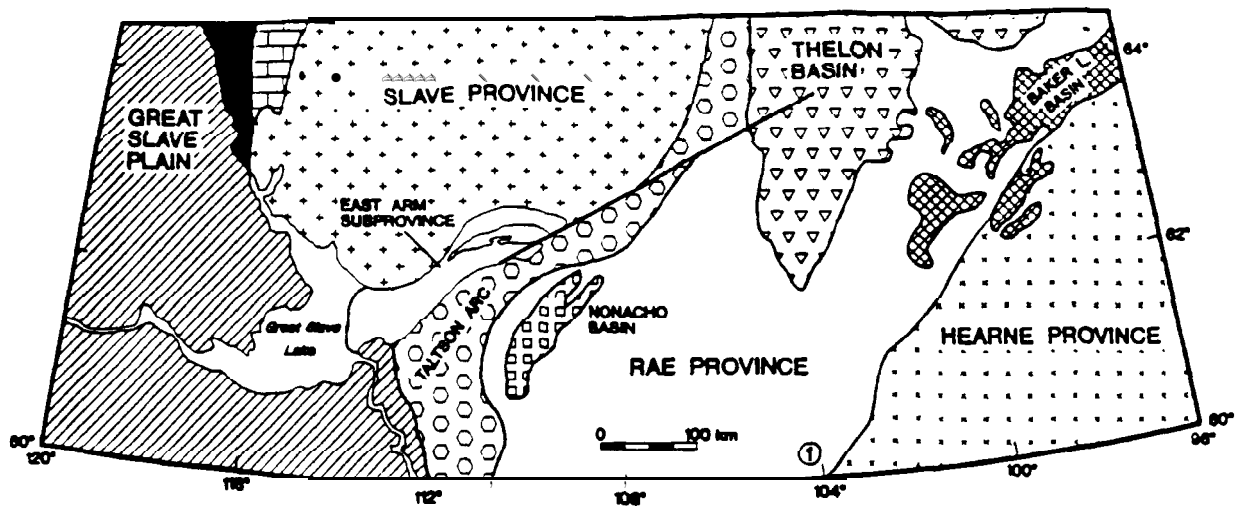 THELON
BASIN
64°
BAKER L.
BASIN
SLAVE PROVINCE
GREAT
SLAVE
PLAIN
EAST ARM
SUBPROVINCE
62°
TALTSON ARC
NONACHO
BASIN
Great Slave
Lake
HEARNE PROVINCE
RAE PROVINCE
0 100 km
60°
120°
60°
96°
1
116°
112°
108°
104°
100°